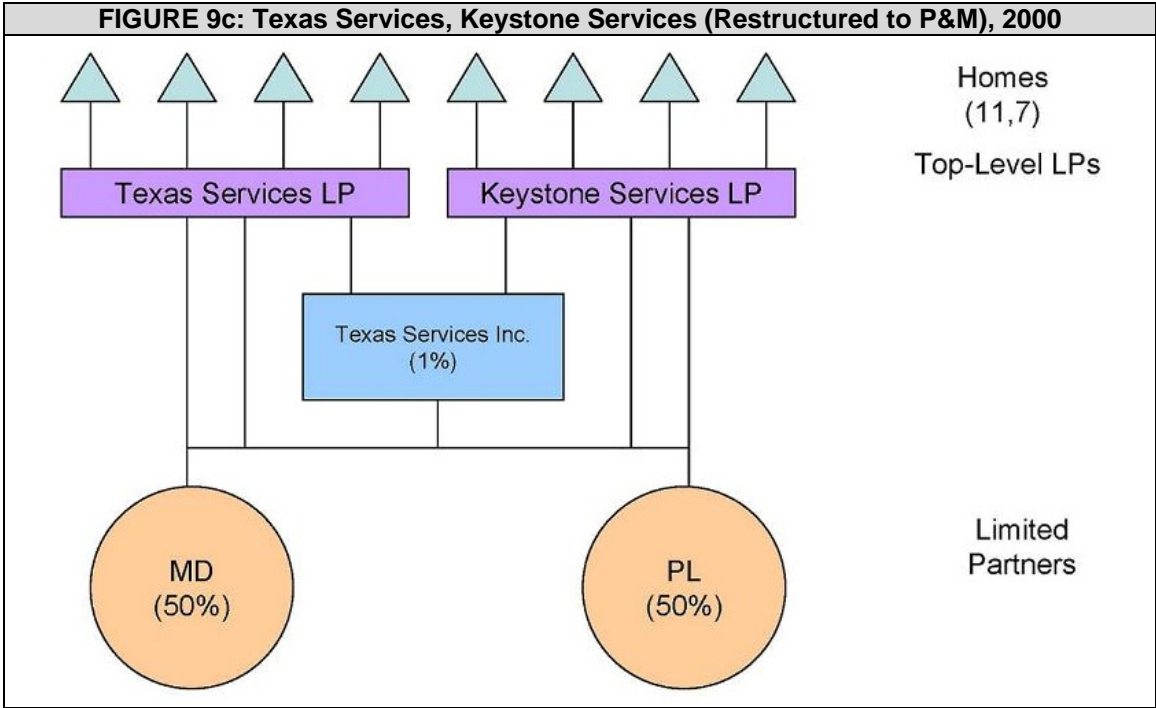 FIGURE 9c: Texas Services, Keystone Services (Restructured to P&M), 2000
Homes
(11,7)
Top-Level LPs
Texas Services LP
Keystone Services LP
Texas Services Inc.
(1%)
MD
(50%)
PL
(50%)
Limited
Partners